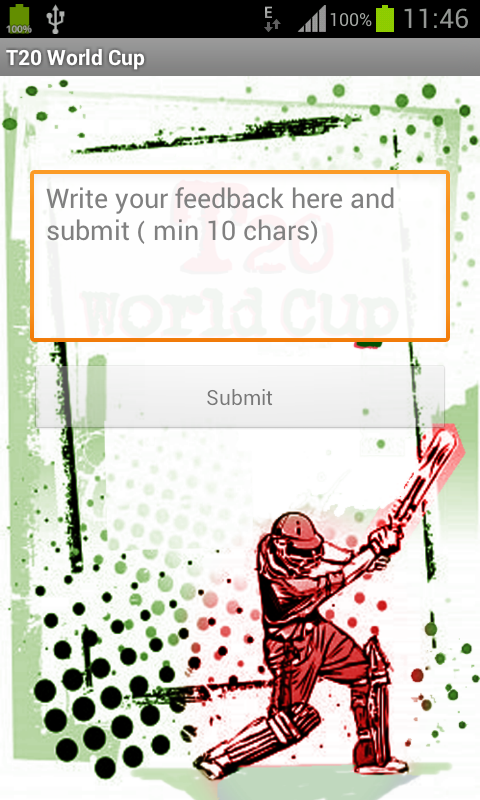 100%
E
100%
11:46
T20 World Cup
Write your feedback here and
submit ( min 10 chars)
T20
World Cup
Submit